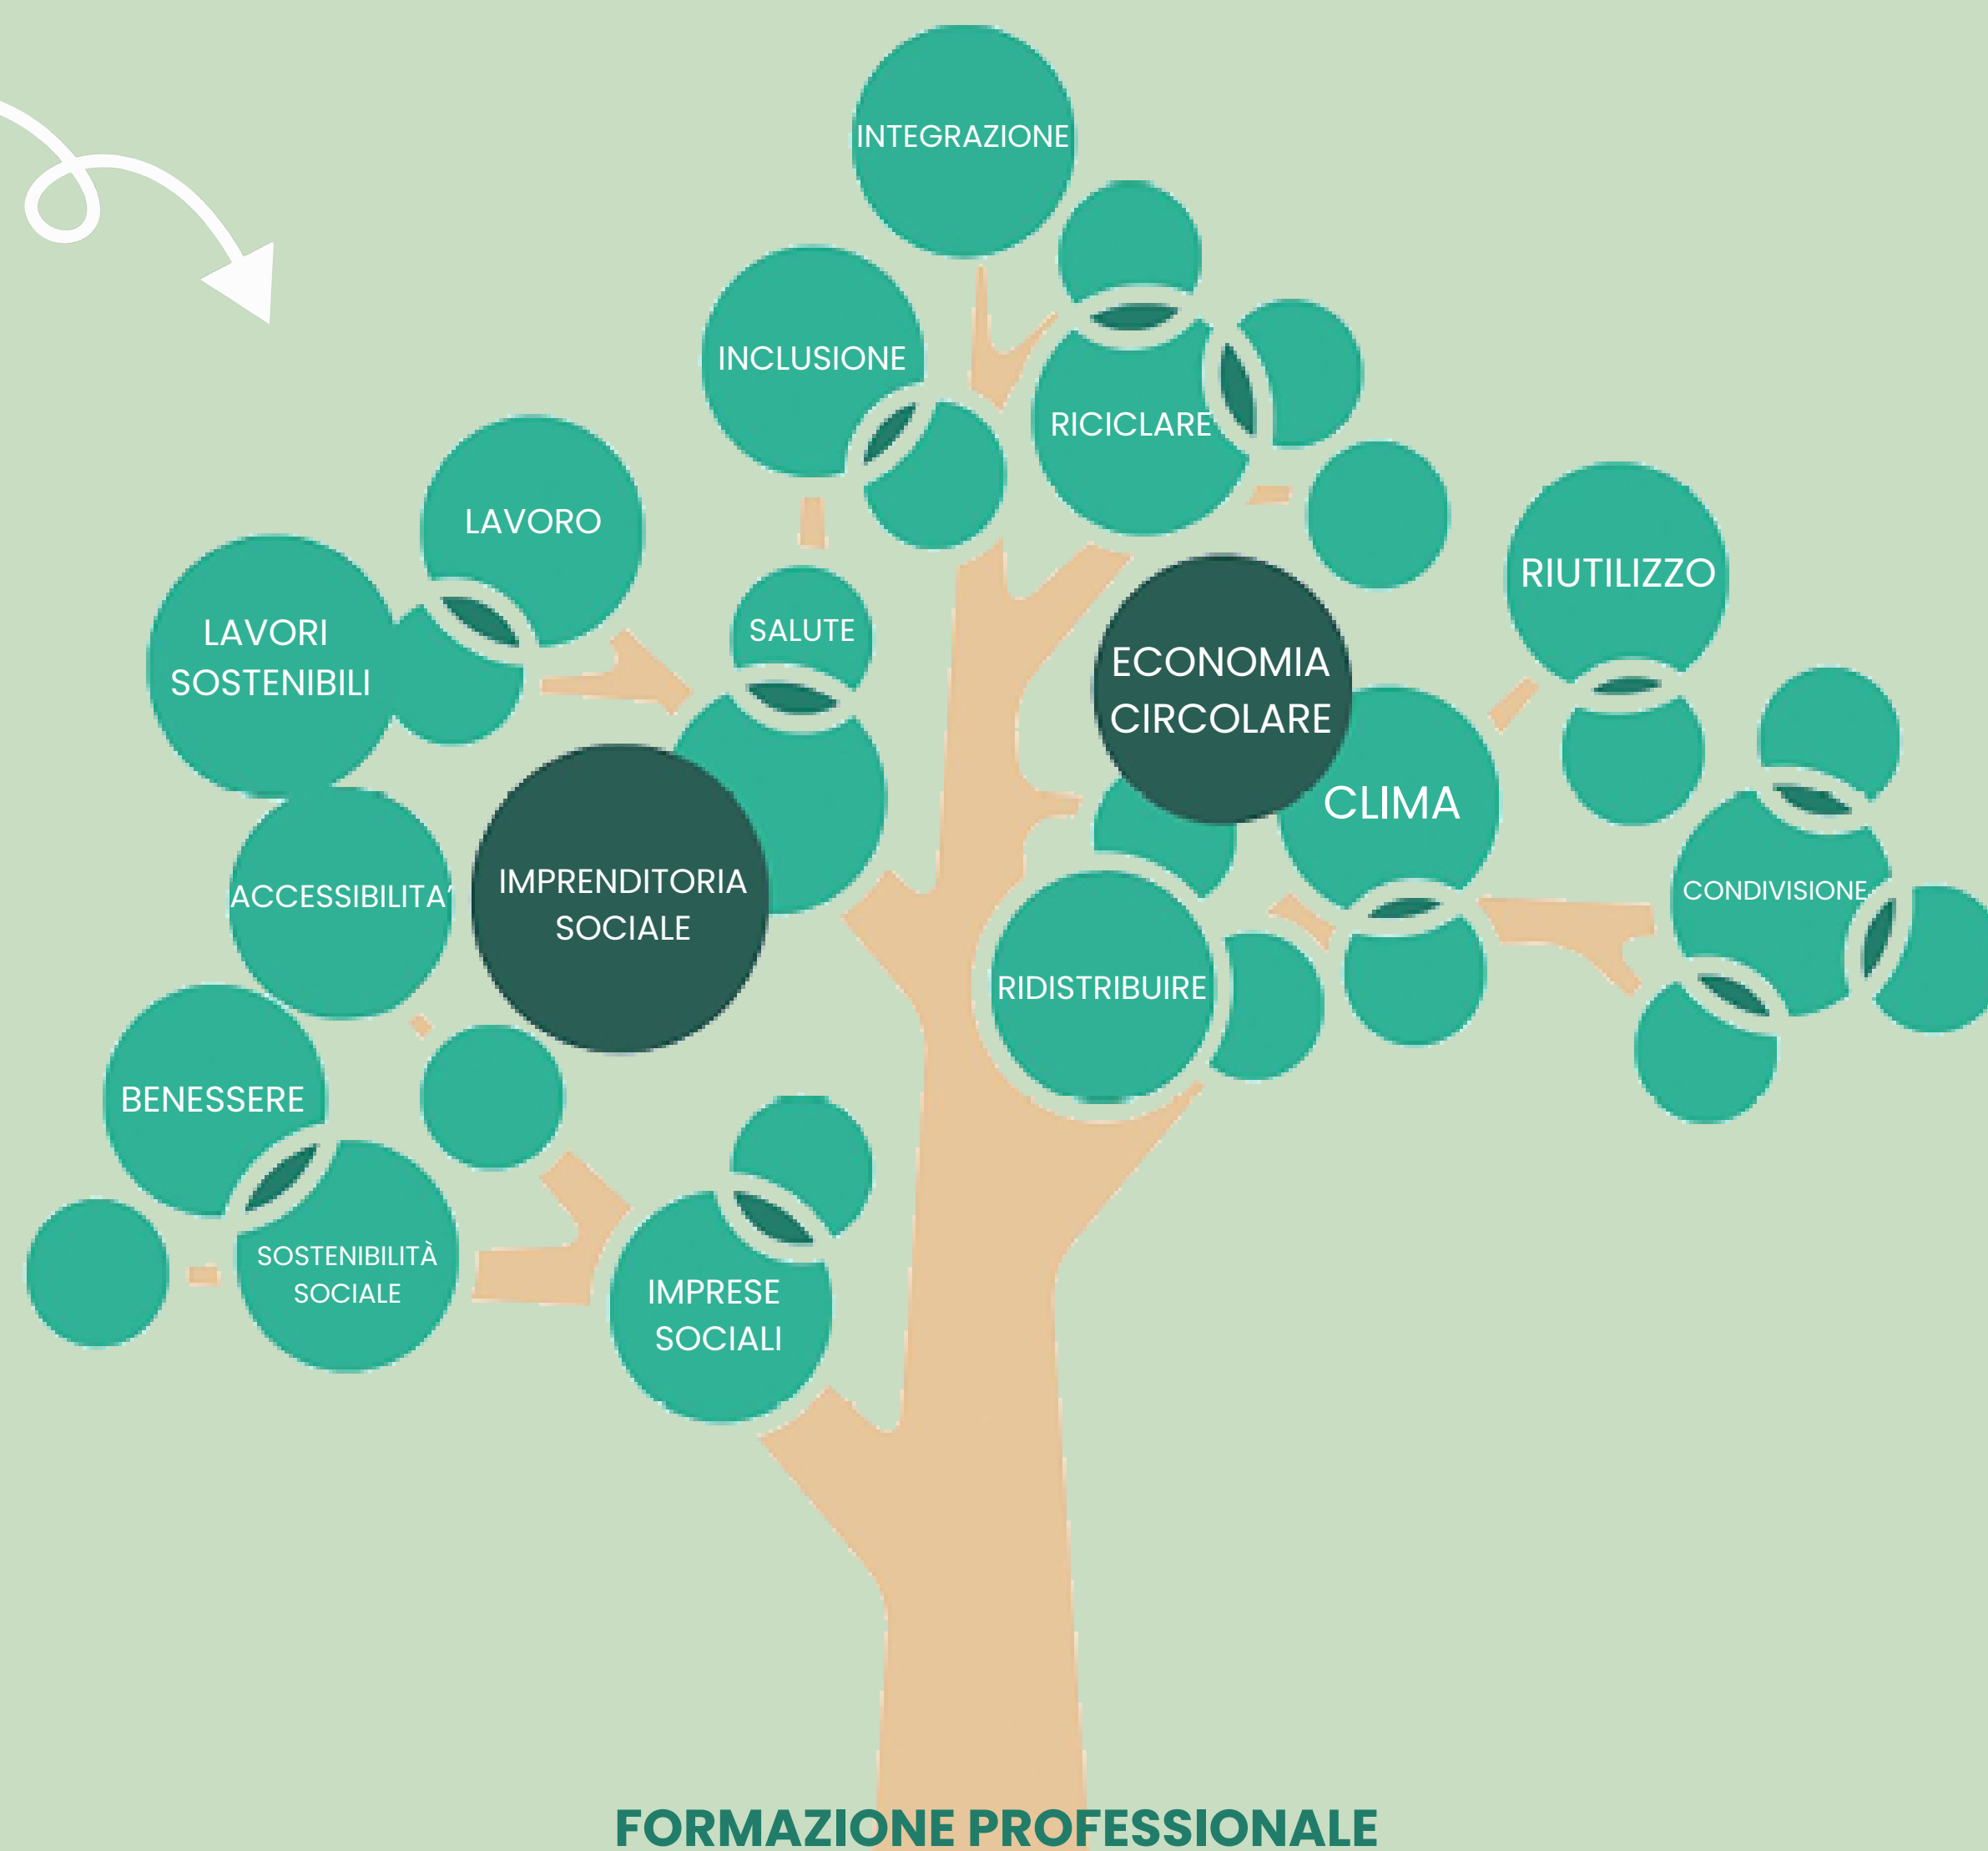 INTEGRAZIONE
INCLUSIONE
RICICLARE
LAVORO
RIUTILIZZO
LAVORI
SOSTENIBILI
SALUTE
ECONOMIA
CIRCOLARE
CLIMA
ACCESSIBILITA'
IMPRENDITORIA
SOCIALE
CONDIVISIONE
RIDISTRIBUIRE
BENESSERE
SOSTENIBILITÀ
SOCIALE
IMPRESE
SOCIALI
FORMAZIONE PROFESSIONALE